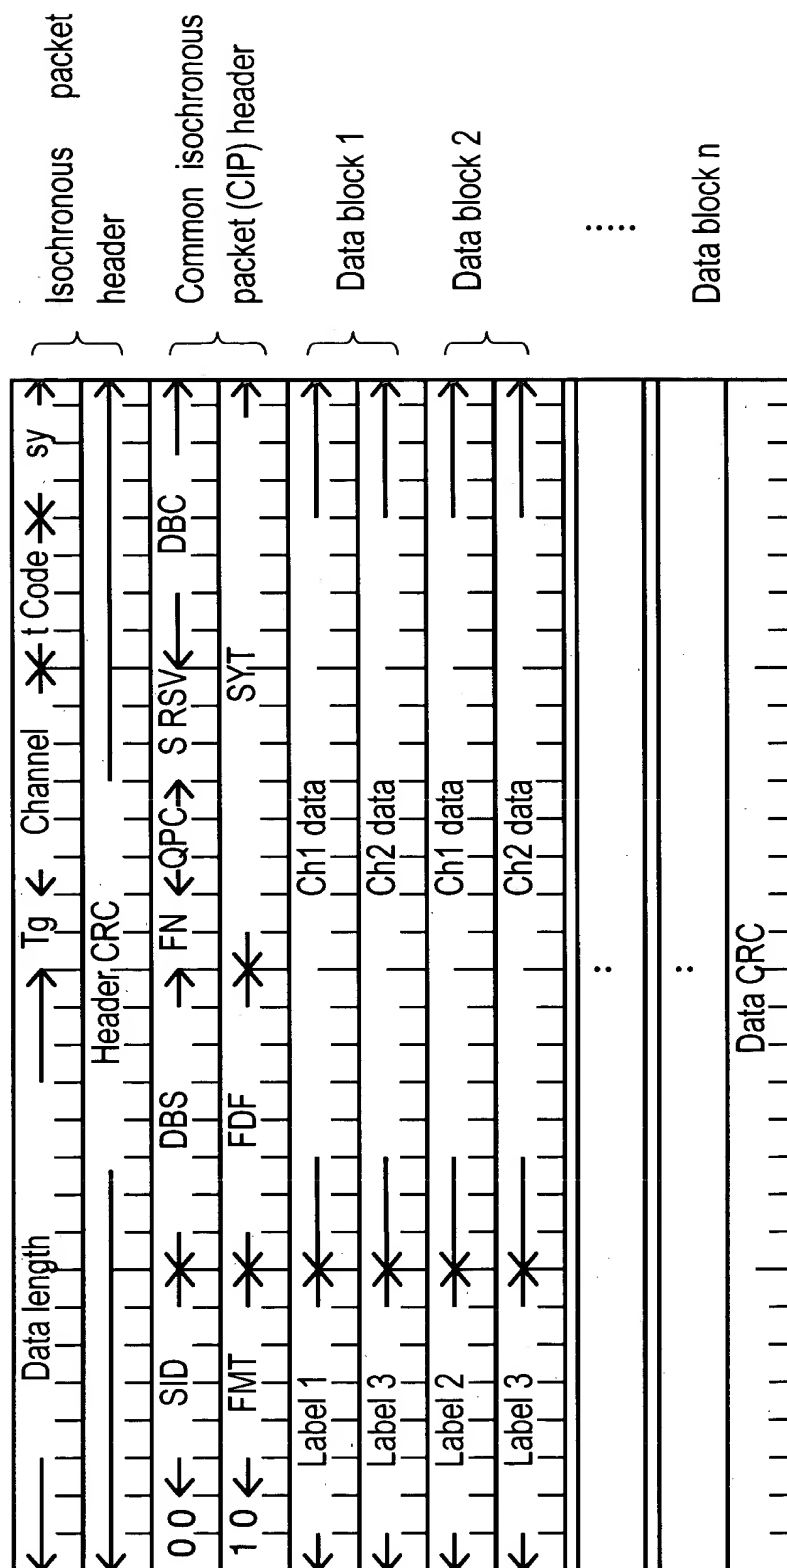 Data length Tg Channel t Code sy
Isochronous packet
header
Header CRC
0 0 SID DBS FN QPC S RSV DBC
Common isochronous
packet (CIP) header
1 0 FMT FDF SYT
Label 1 Ch1 data
Data block 1
Label 3 Ch2 data
Label 2 Ch1 data
Data block 2
Label 3 Ch2 data
:
.....
:
Data block n
Data CRC